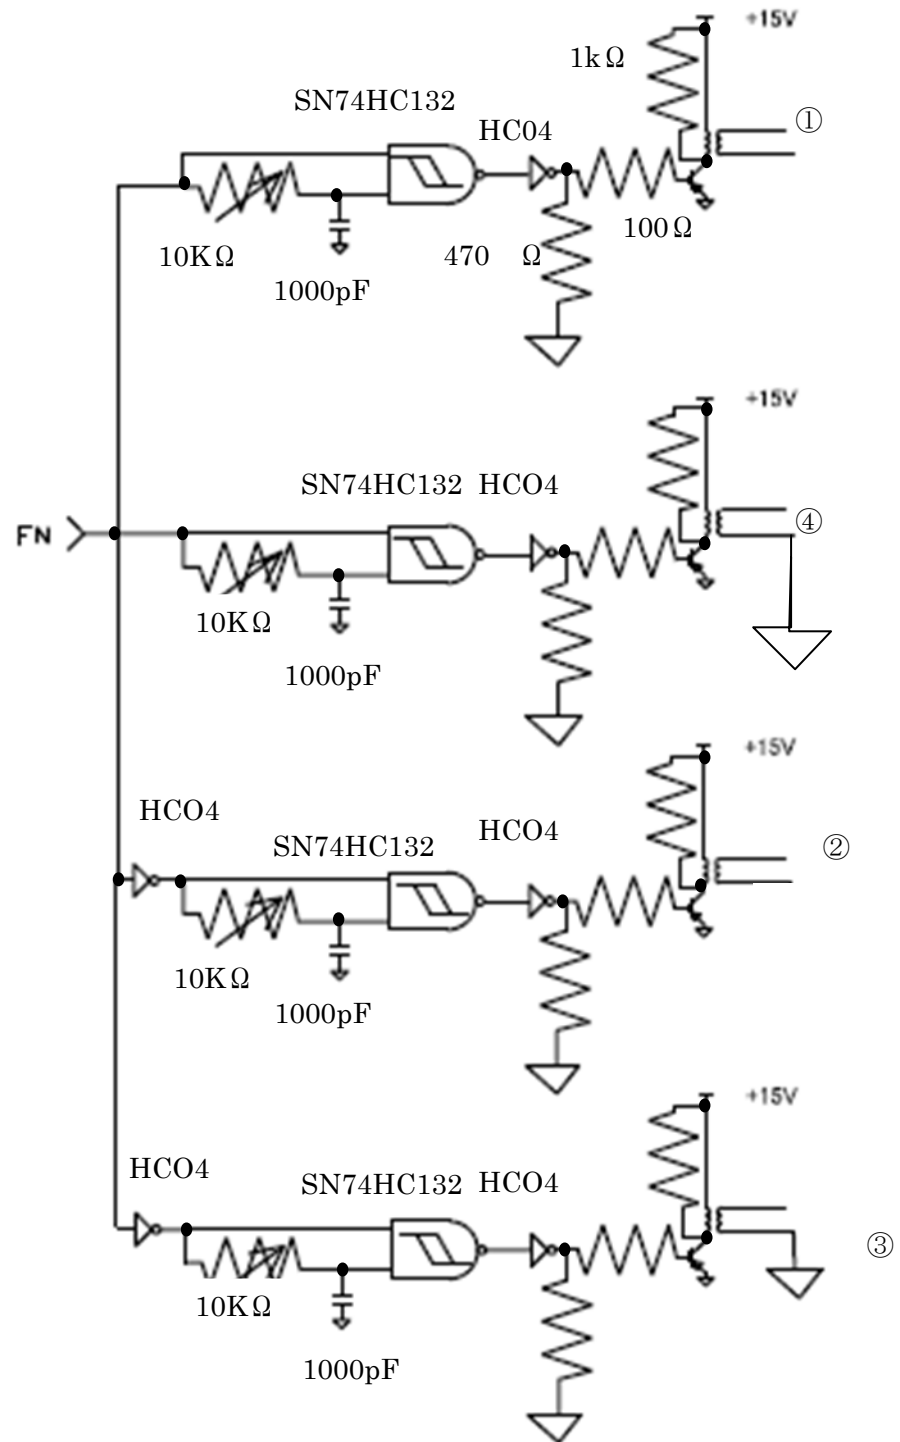 +15V
1kΩ
SN74HC132
HC04
①
100Ω
10KΩ
470 Ω
1000pF
+15V
SN74HC132 HCO4
④
FN
10KΩ
1000pF
+15V
HCO4
HCO4
SN74HC132
②
10KΩ
1000pF
+15V
HCO4
SN74HC132 HCO4
③
10KΩ
1000pF